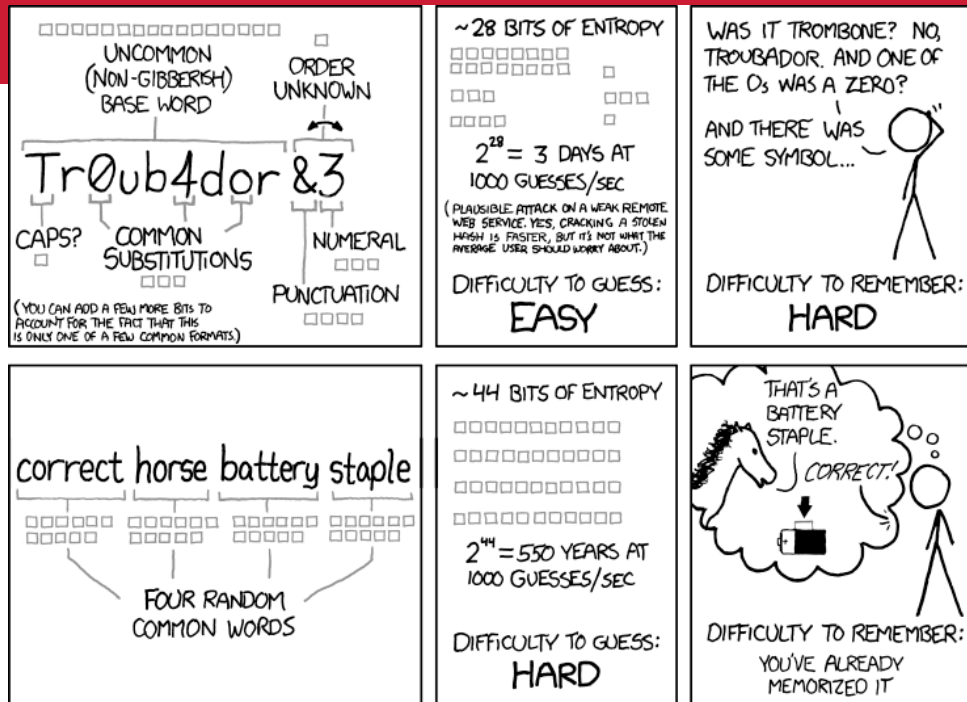 UNCOMMON
(NON-GIBBERISH)
BASE WORD
ORDER
UNKNOWN
Tr0ub4dor &3
CAPS?
COMMON
SUBSTITUTIONS
NUMERAL
PUNCTUATION
(YOU CAN ADD A FEW MORE BITS TO
ACCOUNT FOR THE FACT THAT THIS
IS ONLY ONE OF A FEW COMMON FORMATS.)
~28 BITS OF ENTROPY
2²⁸ = 3 DAYS AT
1000 GUESSES/SEC
(PLAUSIBLE ATTACK ON A WEAK REMOTE
WEB SERVICE. YES, CRACKING A STOLEN
HASH IS FASTER, BUT IT'S NOT WHAT THE
AVERAGE USER SHOULD WORRY ABOUT.)
DIFFICULTY TO GUESS:
EASY
WAS IT TROMBONE? NO,
TROUBADOR. AND ONE OF
THE Os WAS A ZERO?
AND THERE WAS
SOME SYMBOL...
DIFFICULTY TO REMEMBER:
HARD
correct horse battery staple
FOUR RANDOM
COMMON WORDS
~44 BITS OF ENTROPY
2⁴⁴ = 550 YEARS AT
1000 GUESSES/SEC
DIFFICULTY TO GUESS:
HARD
THAT'S A
BATTERY
STAPLE.
CORRECT!
DIFFICULTY TO REMEMBER:
YOU'VE ALREADY
MEMORIZED IT